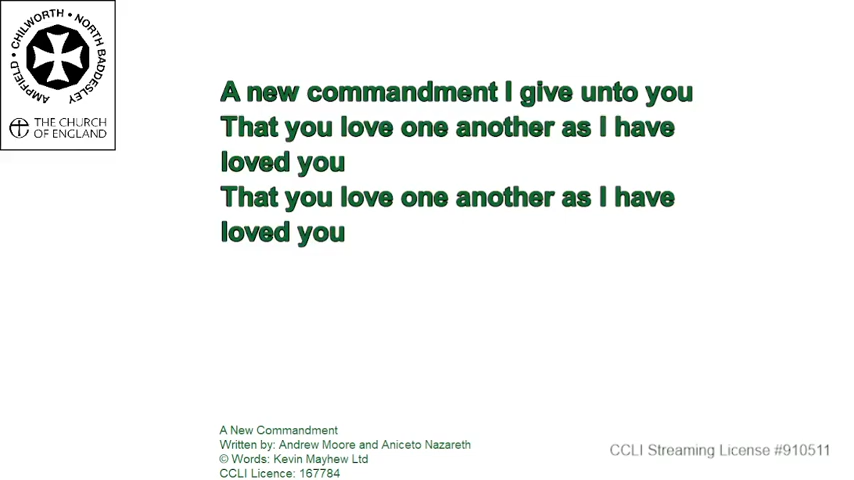 AMPFIELD • CHILWORTH • NORTH BADDESLEY
THE CHURCH
OF ENGLAND
A new commandment I give unto you
That you love one another as I have
loved you
That you love one another as I have
loved you
A New Commandment
Written by: Andrew Moore and Aniceto Nazareth
© Words: Kevin Mayhew Ltd
CCLI Licence: 167784
CCLI Streaming License #910511